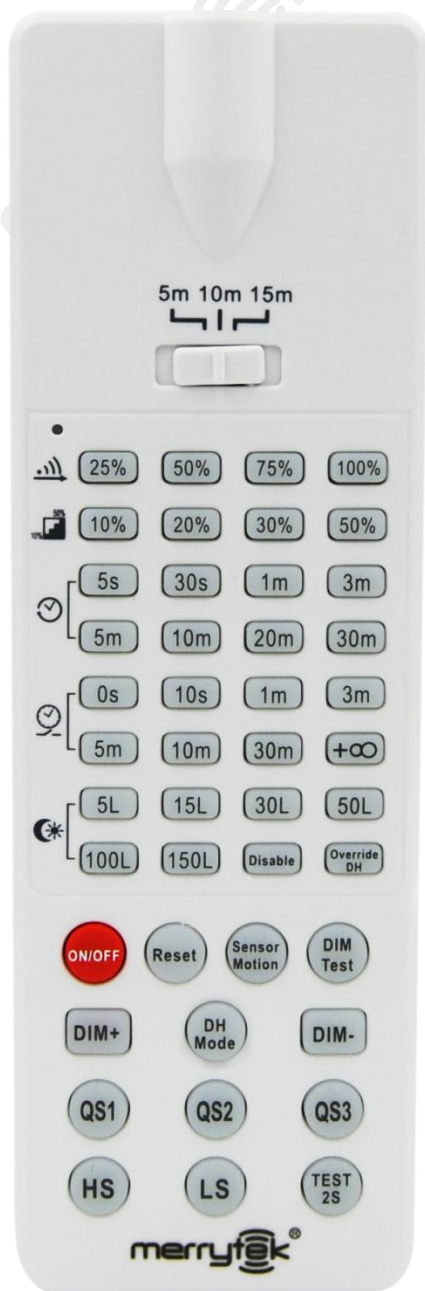 5m 10m 15m
25% 50% 75% 100%
50%
10%
10% 20% 30% 50%
5s 30s 1m 3m
5m 10m 20m 30m
0s 10s 1m 3m
5m 10m 30m +∞
5L 15L 30L 50L
100L 150L Disable Override
DH
ON/OFF Reset Sensor
Motion DIM
Test
DIM+ DH
Mode DIM-
QS1 QS2 QS3
HS LS TEST
2S
merrytek®